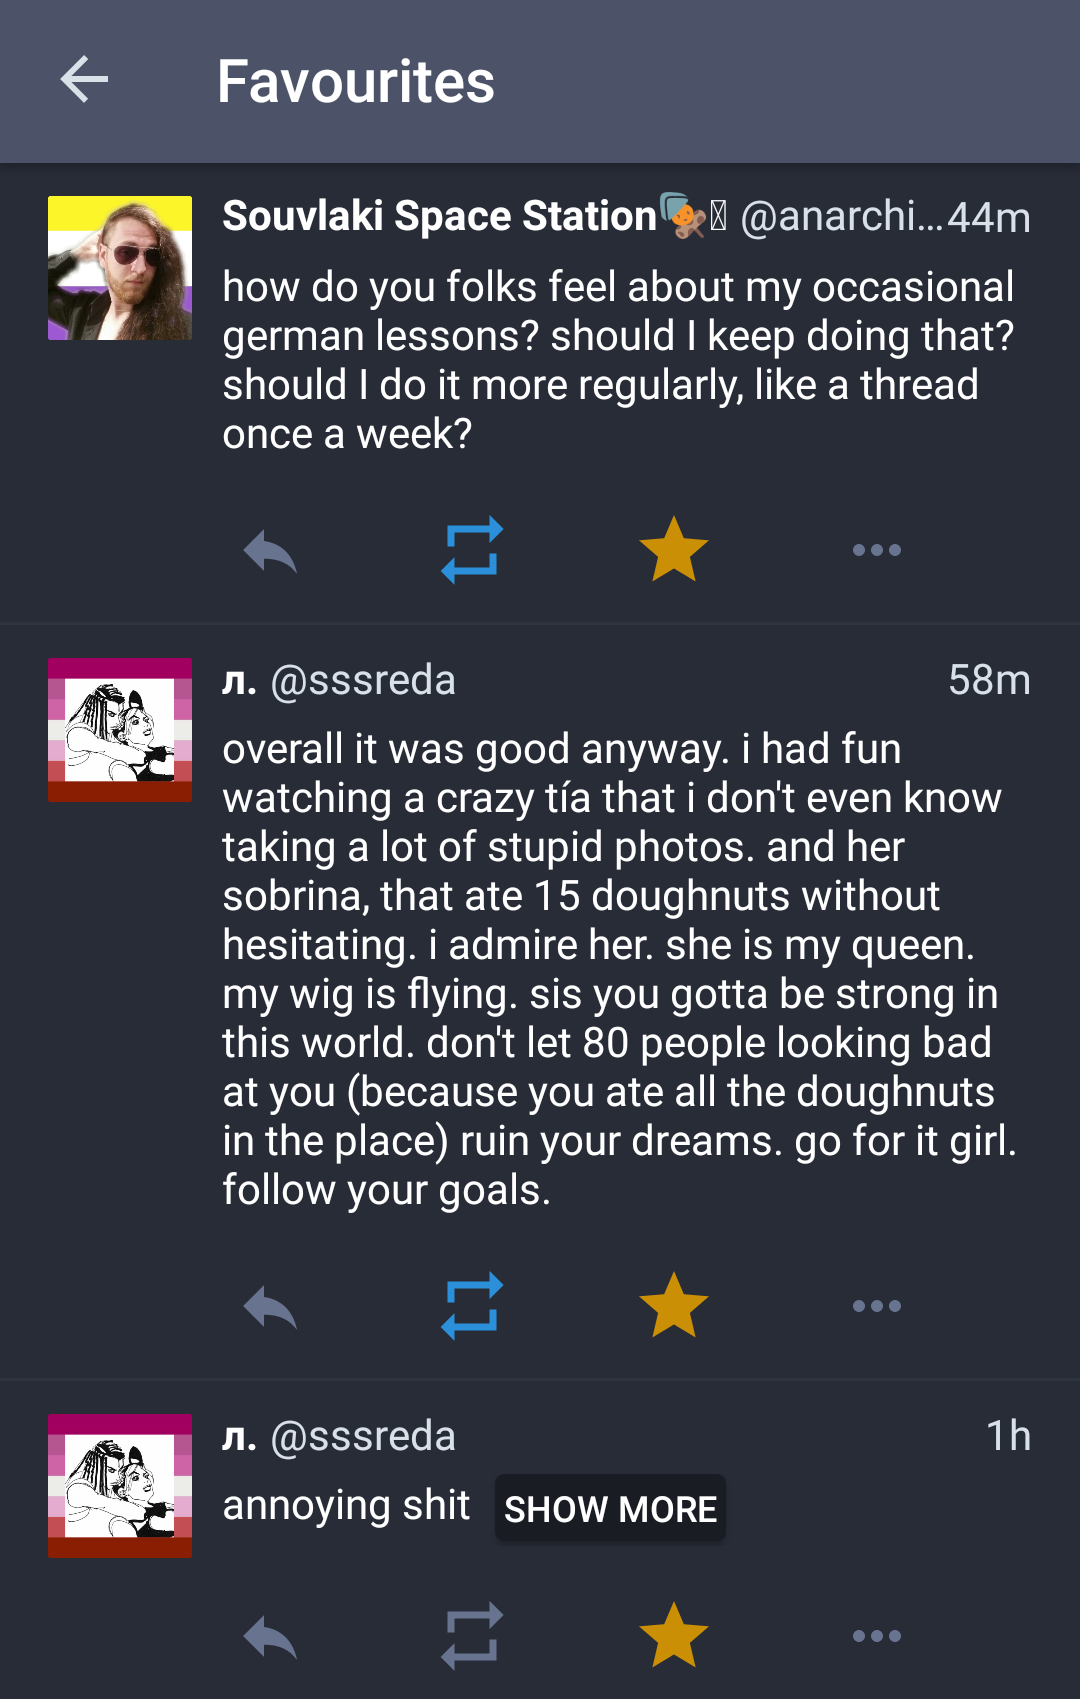 Favourites
Souvlaki Space Station @anarchi... 44m
how do you folks feel about my occasional
german lessons? should I keep doing that?
should I do it more regularly, like a thread
once a week?
л. @sssreda 58m
overall it was good anyway. i had fun
watching a crazy tía that i don't even know
taking a lot of stupid photos. and her
sobrina, that ate 15 doughnuts without
hesitating. i admire her. she is my queen.
my wig is flying. sis you gotta be strong in
this world. don't let 80 people looking bad
at you (because you ate all the doughnuts
in the place) ruin your dreams. go for it girl.
follow your goals.
л. @sssreda 1h
annoying shit SHOW MORE